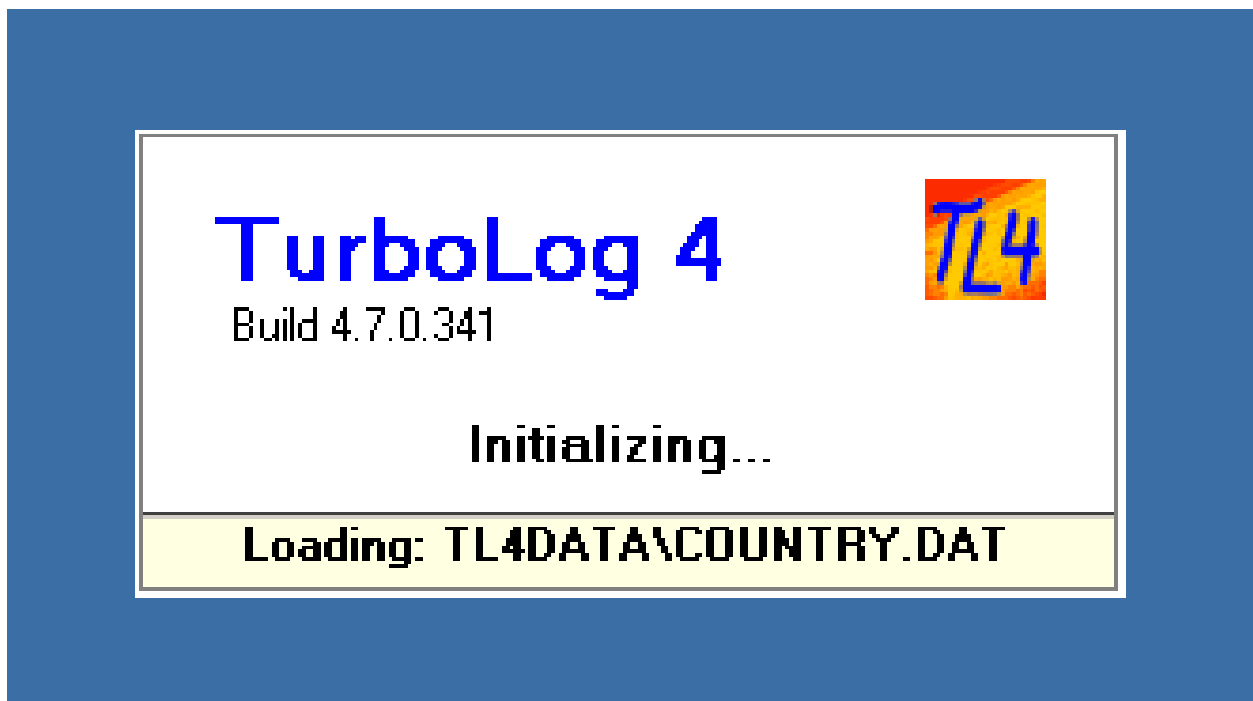 TurboLog 4
TL4
Build 4.7.0.341
Initializing...
Loading: TL4DATA\COUNTRY.DAT